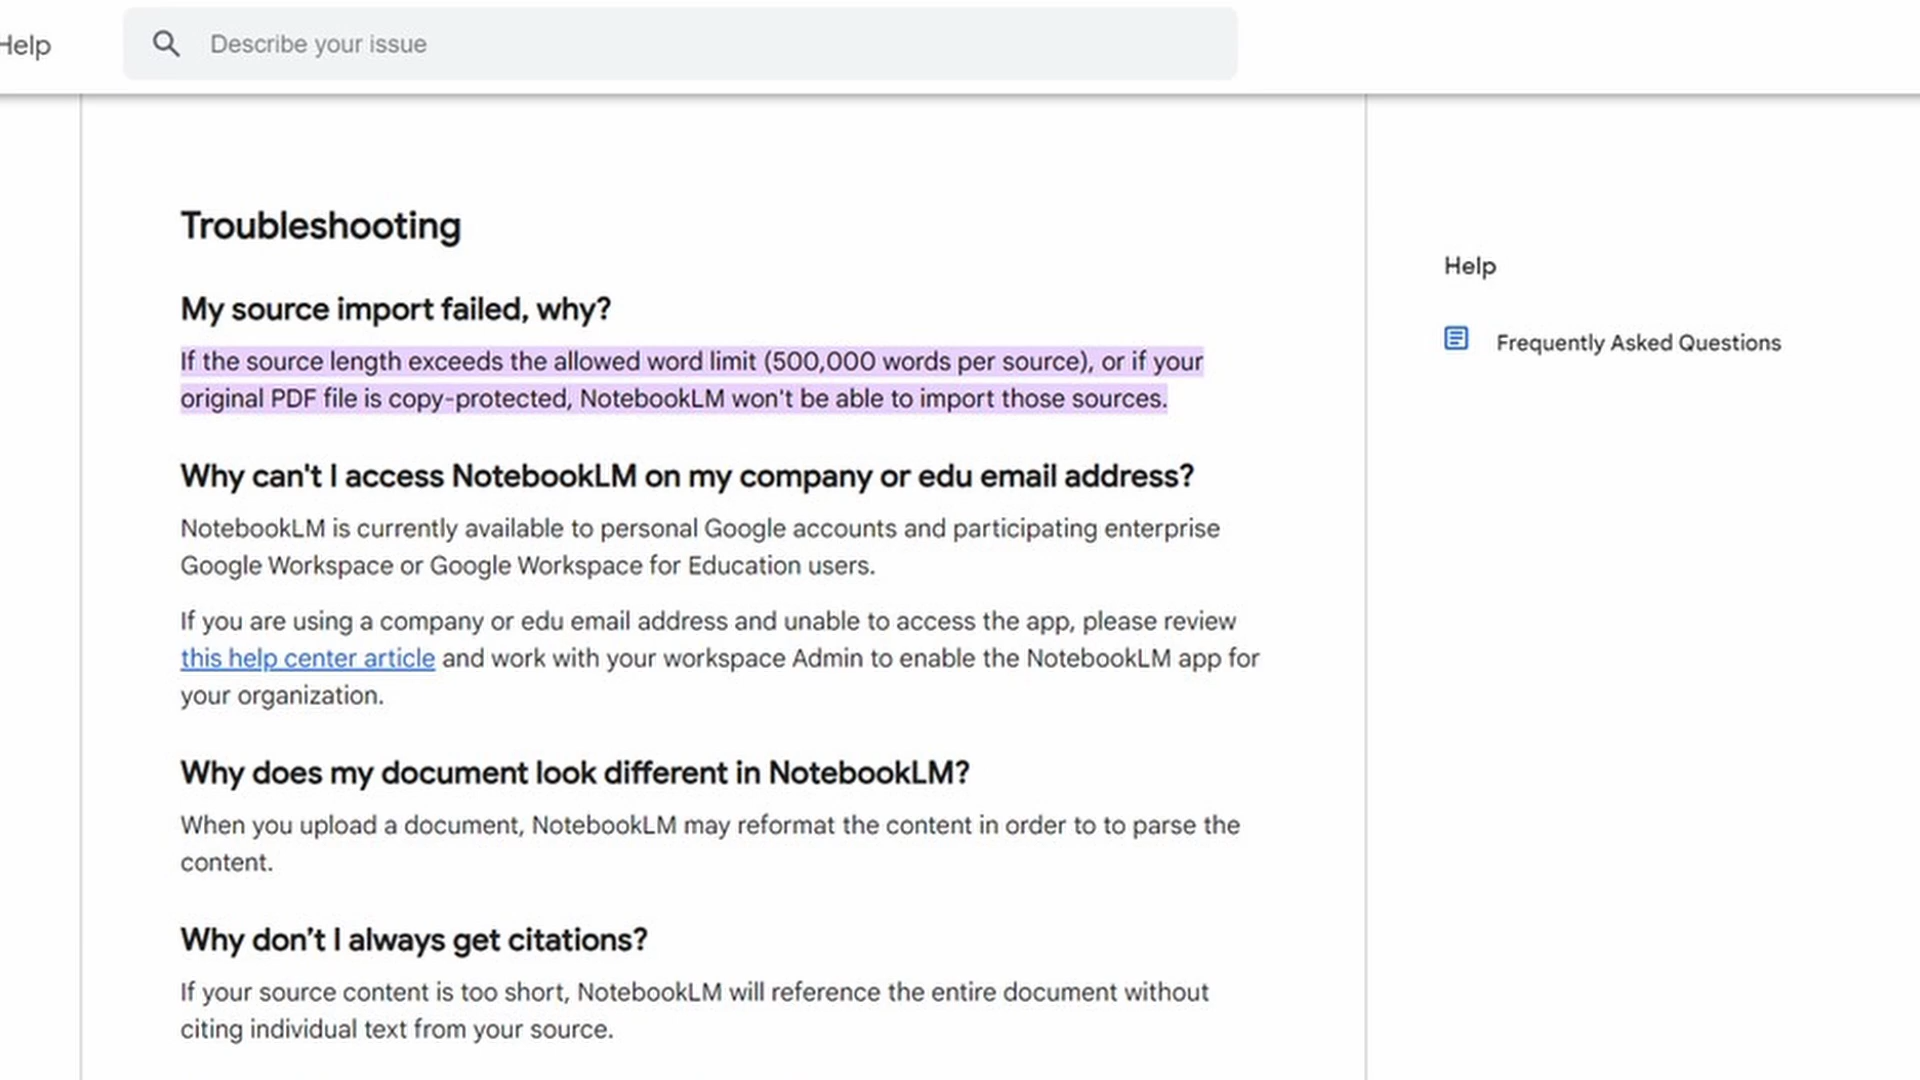 Help
Describe your issue
Troubleshooting
My source import failed, why?
If the source length exceeds the allowed word limit (500,000 words per source), or if your
original PDF file is copy-protected, NotebookLM won't be able to import those sources.
Why can't I access NotebookLM on my company or edu email address?
NotebookLM is currently available to personal Google accounts and participating enterprise
Google Workspace or Google Workspace for Education users.
If you are using a company or edu email address and unable to access the app, please review
this help center article and work with your workspace Admin to enable the NotebookLM app for
your organization.
Why does my document look different in NotebookLM?
When you upload a document, NotebookLM may reformat the content in order to to parse the
content.
Why don’t I always get citations?
If your source content is too short, NotebookLM will reference the entire document without
citing individual text from your source.
Help
Frequently Asked Questions